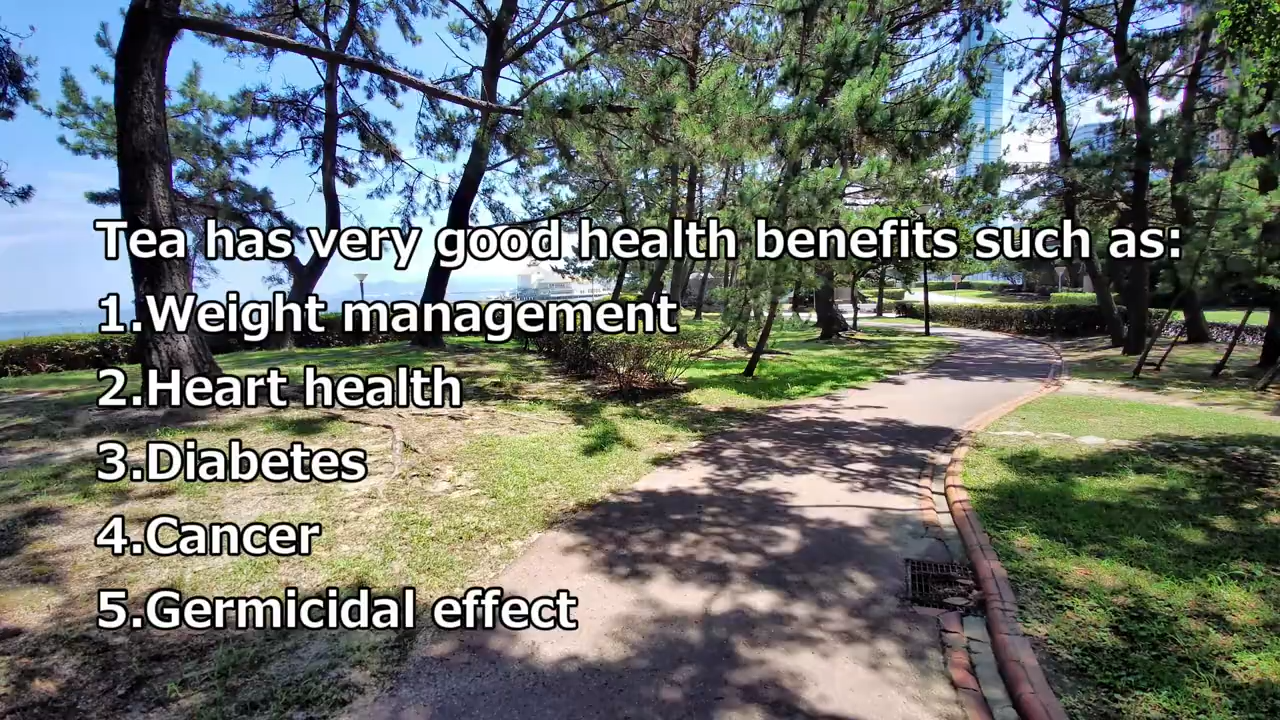 Tea has very good health benefits such as:
1.Weight management
2.Heart health
3.Diabetes
4.Cancer
5.Germicidal effect